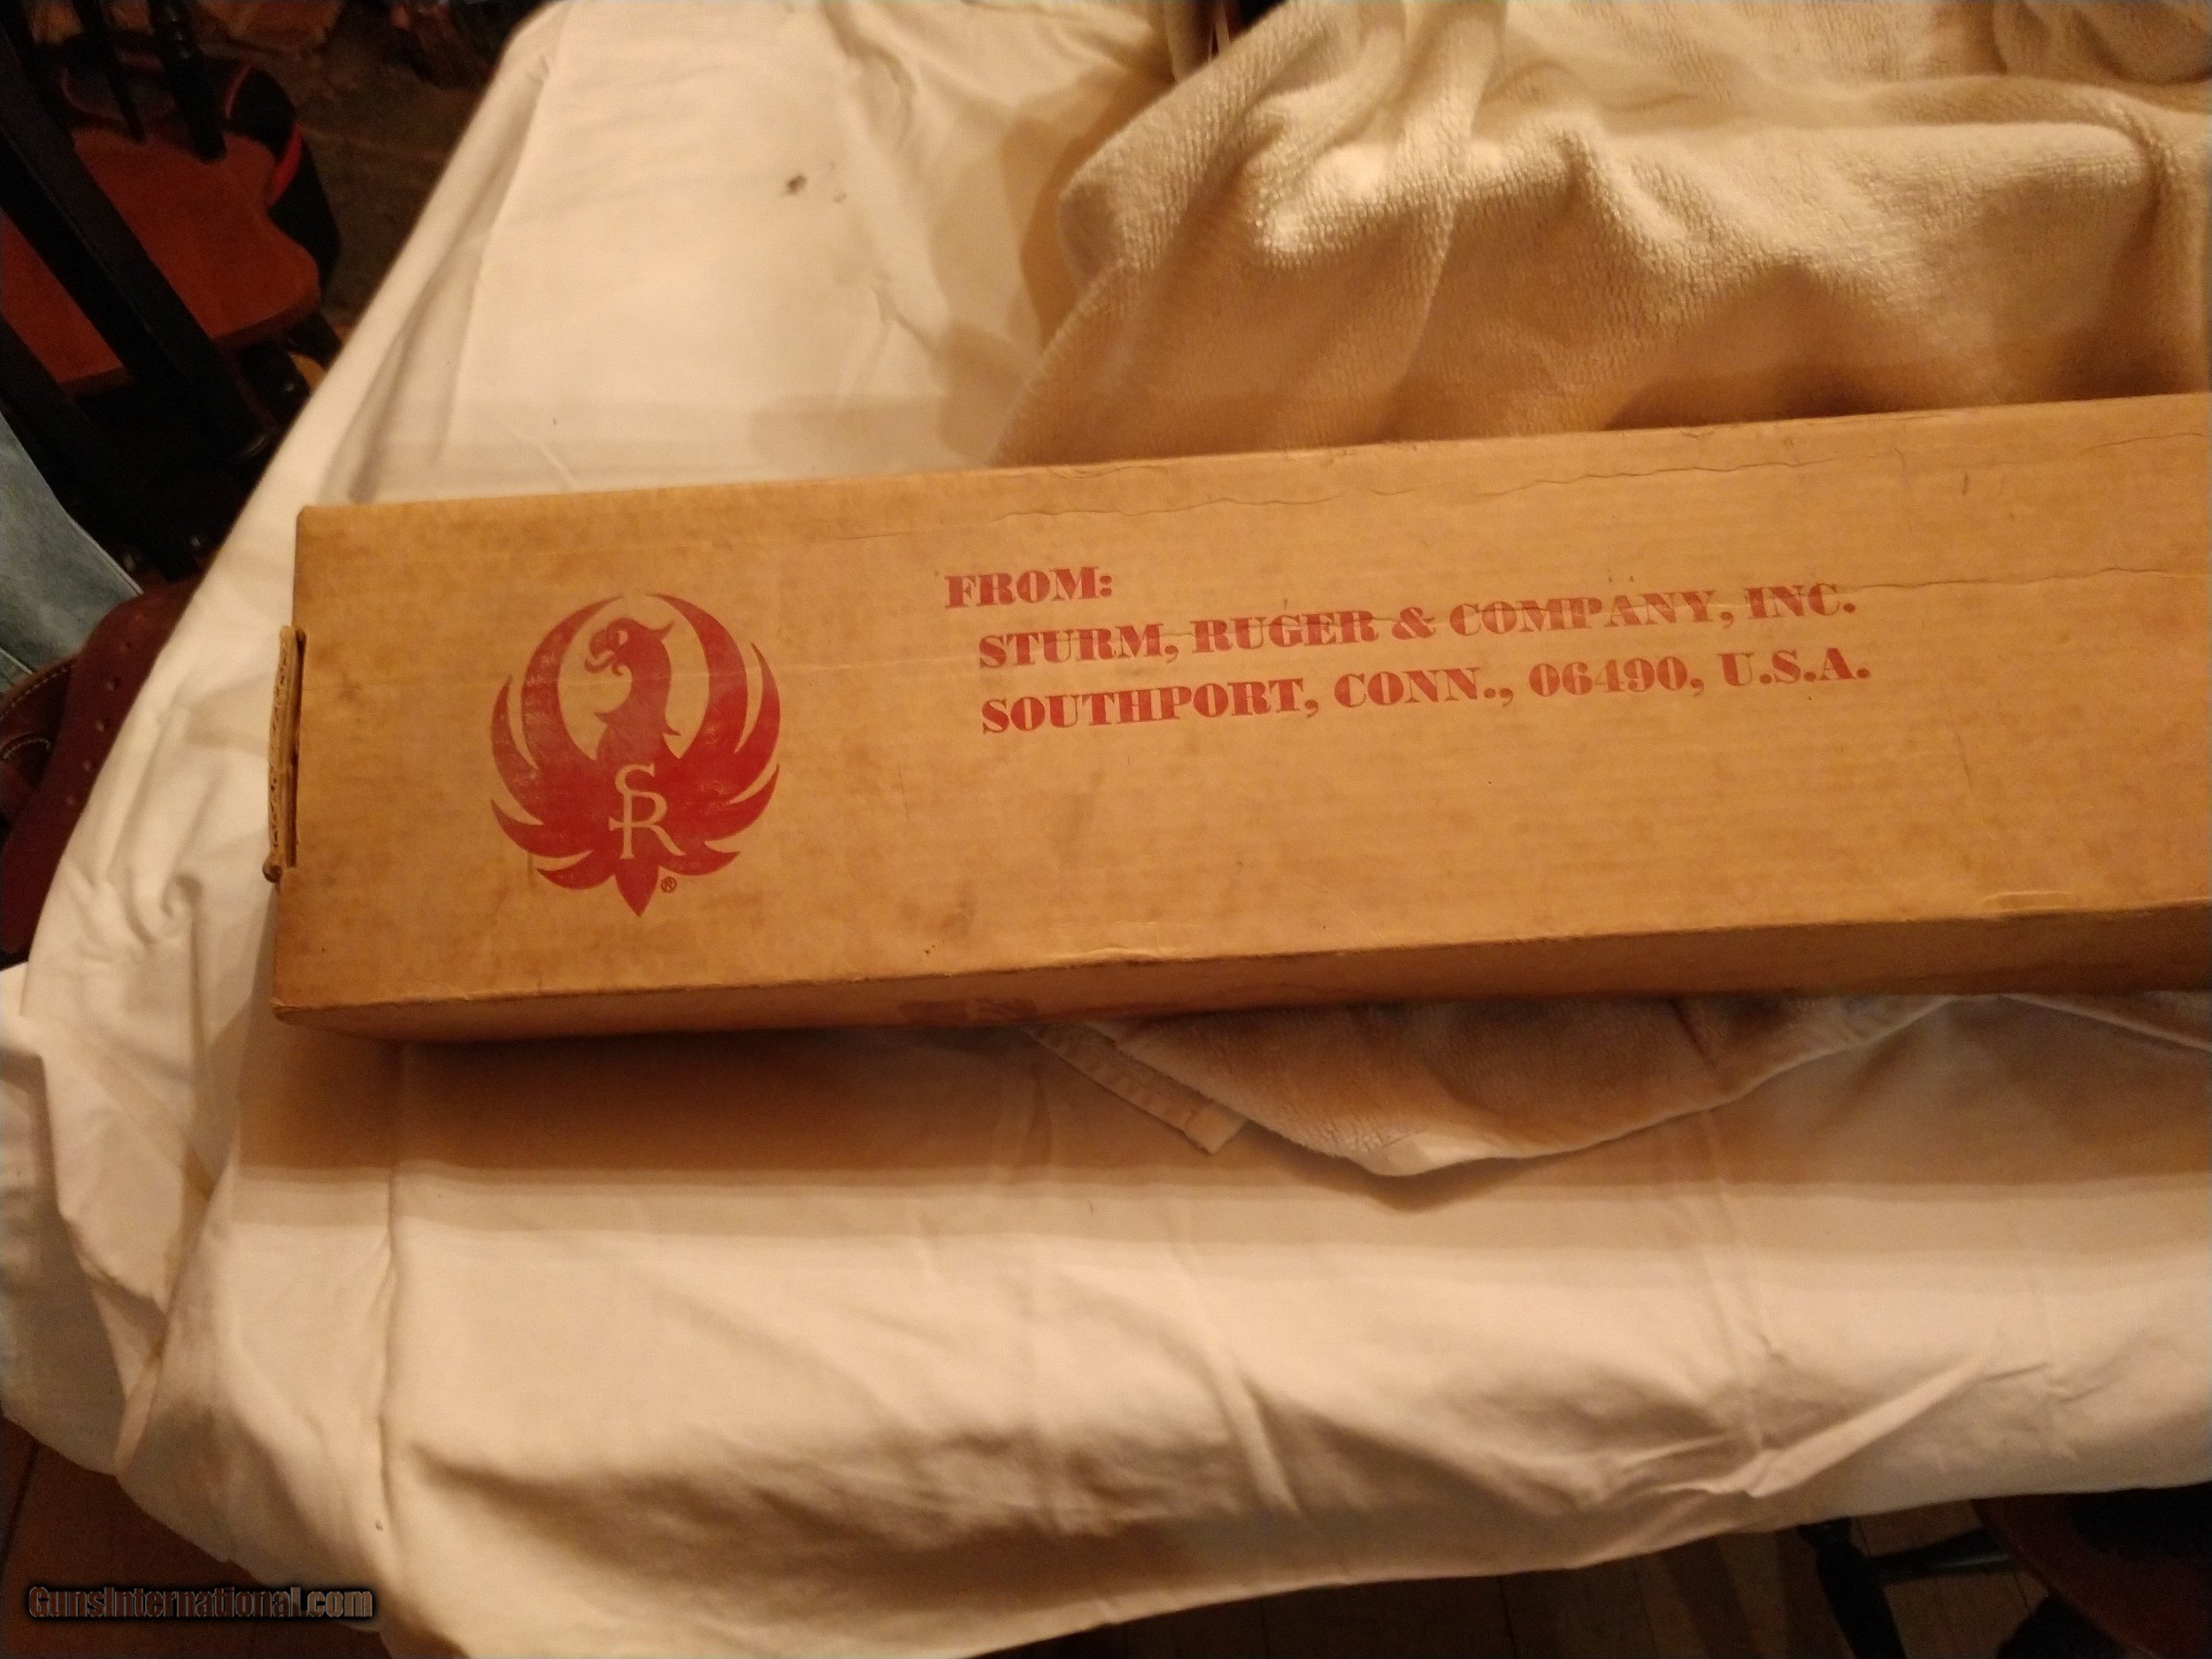 FROM:
STURM, RUGER & COMPANY, INC.
SOUTHPORT, CONN., 06490, U.S.A.
SR
®
GunsInternational.com